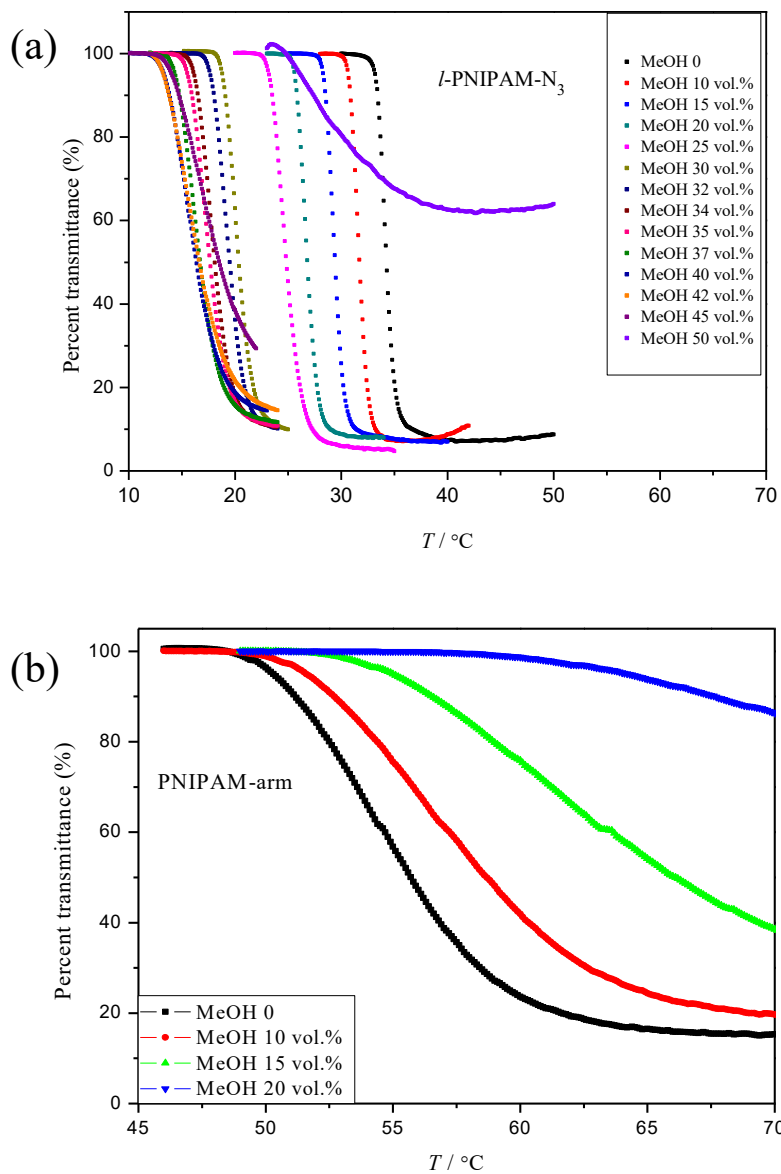 (a)
l-PNIPAM-N3
MeOH 0
MeOH 10 vol.%
MeOH 15 vol.%
MeOH 20 vol.%
MeOH 25 vol.%
MeOH 30 vol.%
MeOH 32 vol.%
MeOH 34 vol.%
MeOH 35 vol.%
MeOH 37 vol.%
MeOH 40 vol.%
MeOH 42 vol.%
MeOH 45 vol.%
MeOH 50 vol.%
Percent transmittance (%)
100
80
60
40
20
0
10 20 30 40 50 60 70
T / °C
(b)
PNIPAM-arm
Percent transmittance (%)
100
80
60
40
20
0
MeOH 0
MeOH 10 vol.%
MeOH 15 vol.%
MeOH 20 vol.%
45 50 55 60 65 70
T / °C